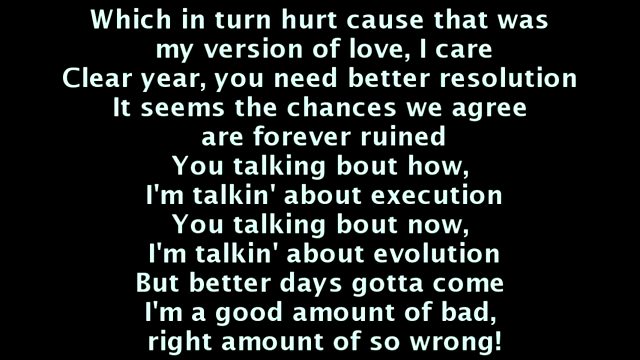 Which in turn hurt cause that was
my version of love, I care
Clear year, you need better resolution
It seems the chances we agree
are forever ruined
You talking bout how,
I'm talkin' about execution
You talking bout now,
I'm talkin' about evolution
But better days gotta come
I'm a good amount of bad,
right amount of so wrong!